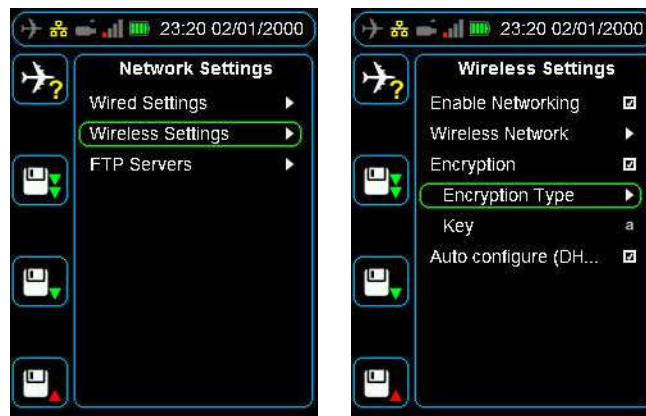 23:20 02/01/2000
Network Settings
Wired Settings
Wireless Settings
FTP Servers
23:20 02/01/2000
Wireless Settings
Enable Networking
Wireless Network
Encryption
Encryption Type
Key a
Auto configure (DH...